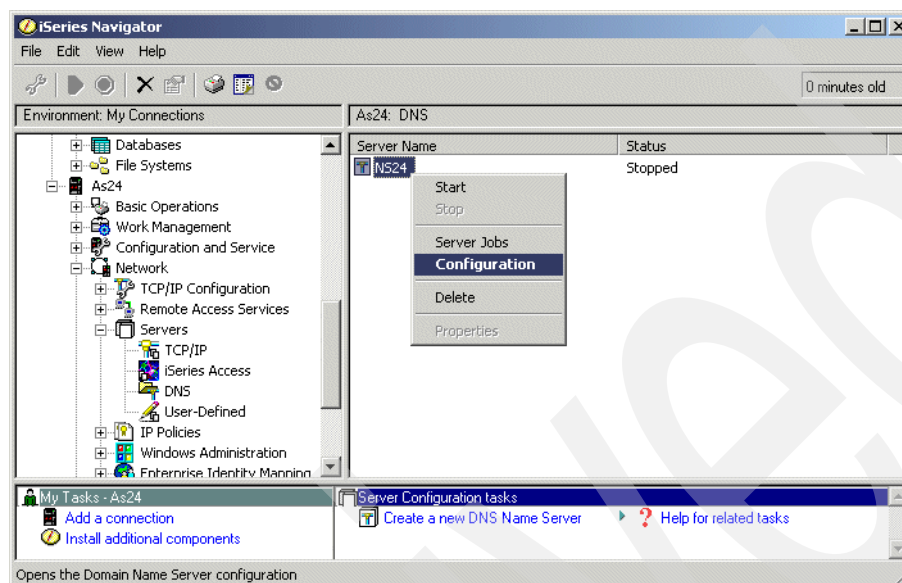 iSeries Navigator
File Edit View Help
0 minutes old
Environment: My Connections
As24: DNS
Databases
File Systems
As24
Basic Operations
Work Management
Configuration and Service
Network
TCP/IP Configuration
Remote Access Services
Servers
TCP/IP
iSeries Access
DNS
User-Defined
IP Policies
Windows Administration
Enterprise Identity Mapping
Server Name Status
NS24 Stopped
Start
Stop
Server Jobs
Configuration
Delete
Properties
My Tasks - As24
Add a connection
Install additional components
Server Configuration tasks
Create a new DNS Name Server
Help for related tasks
Opens the Domain Name Server configuration